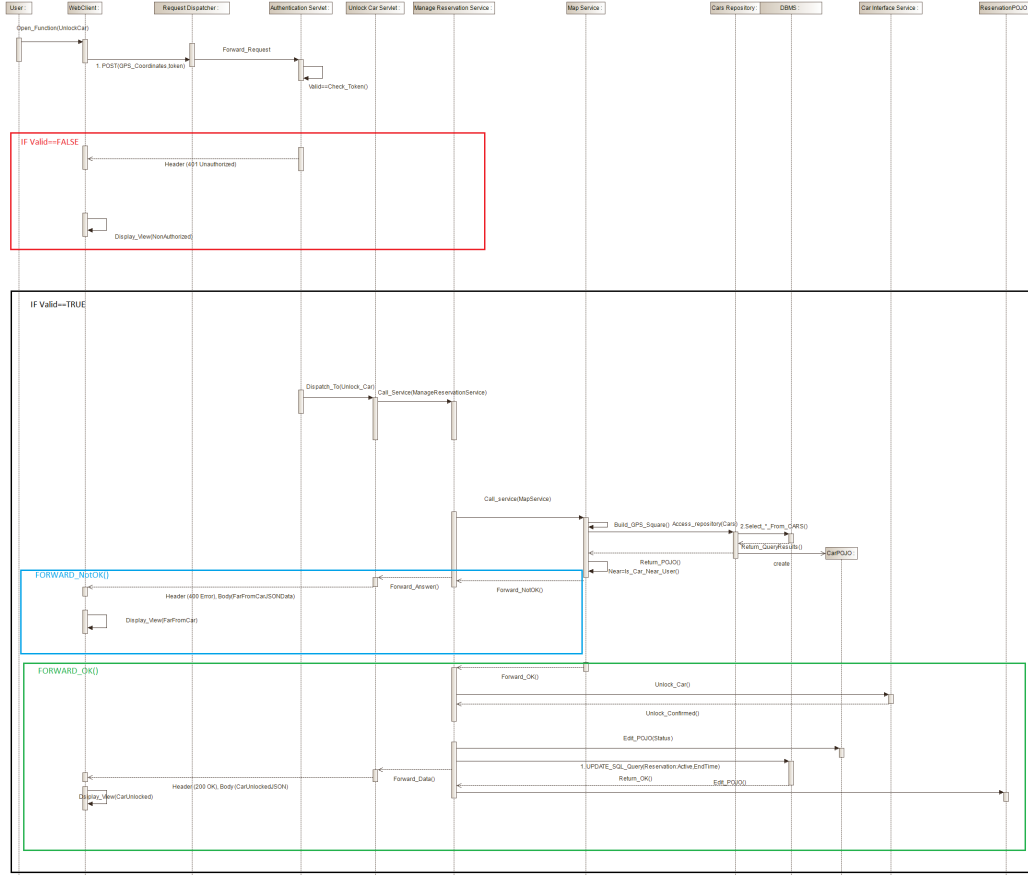 User :
WebClient :
Request Dispatcher :
Authentication Servlet :
Unlock Car Servlet :
Manage Reservation Service :
Map Service :
Cars Repository :
DBMS :
Car Interface Service :
ReservationPOJO
Open_Function(UnlockCar)
Forward_Request
1: POST(GPS_Coordinates,token)
Valid==Check_Token()
IF Valid==FALSE
Header (401 Unauthorized)
Display_View(NonAuthorized)
IF Valid==TRUE
Dispatch_To(Unlock_Car)
Call_Service(ManageReservationService)
Call_service(MapService)
Build_GPS_Square()
Access_repository(Cars)
2.Select_*_From_CARS()
Return_QueryResults()
CarPOJO :
Return_POJO()
create
Near=Is_Car_Near_User()
FORWARD_NotOK()
Forward_Answer()
Forward_NotOK()
Header (400 Error), Body(FarFromCarJSONData)
Display_View(FarFromCar)
FORWARD_OK()
Forward_OK()
Unlock_Car()
Unlock_Confirmed()
Edit_POJO(Status)
1: UPDATE_SQL_Query(Reservation:Active,EndTime)
Forward_Data()
Return_OK()
Edit_POJO()
Header (200 OK), Body (CarUnlockedJSON)
Display_View(CarUnlocked)